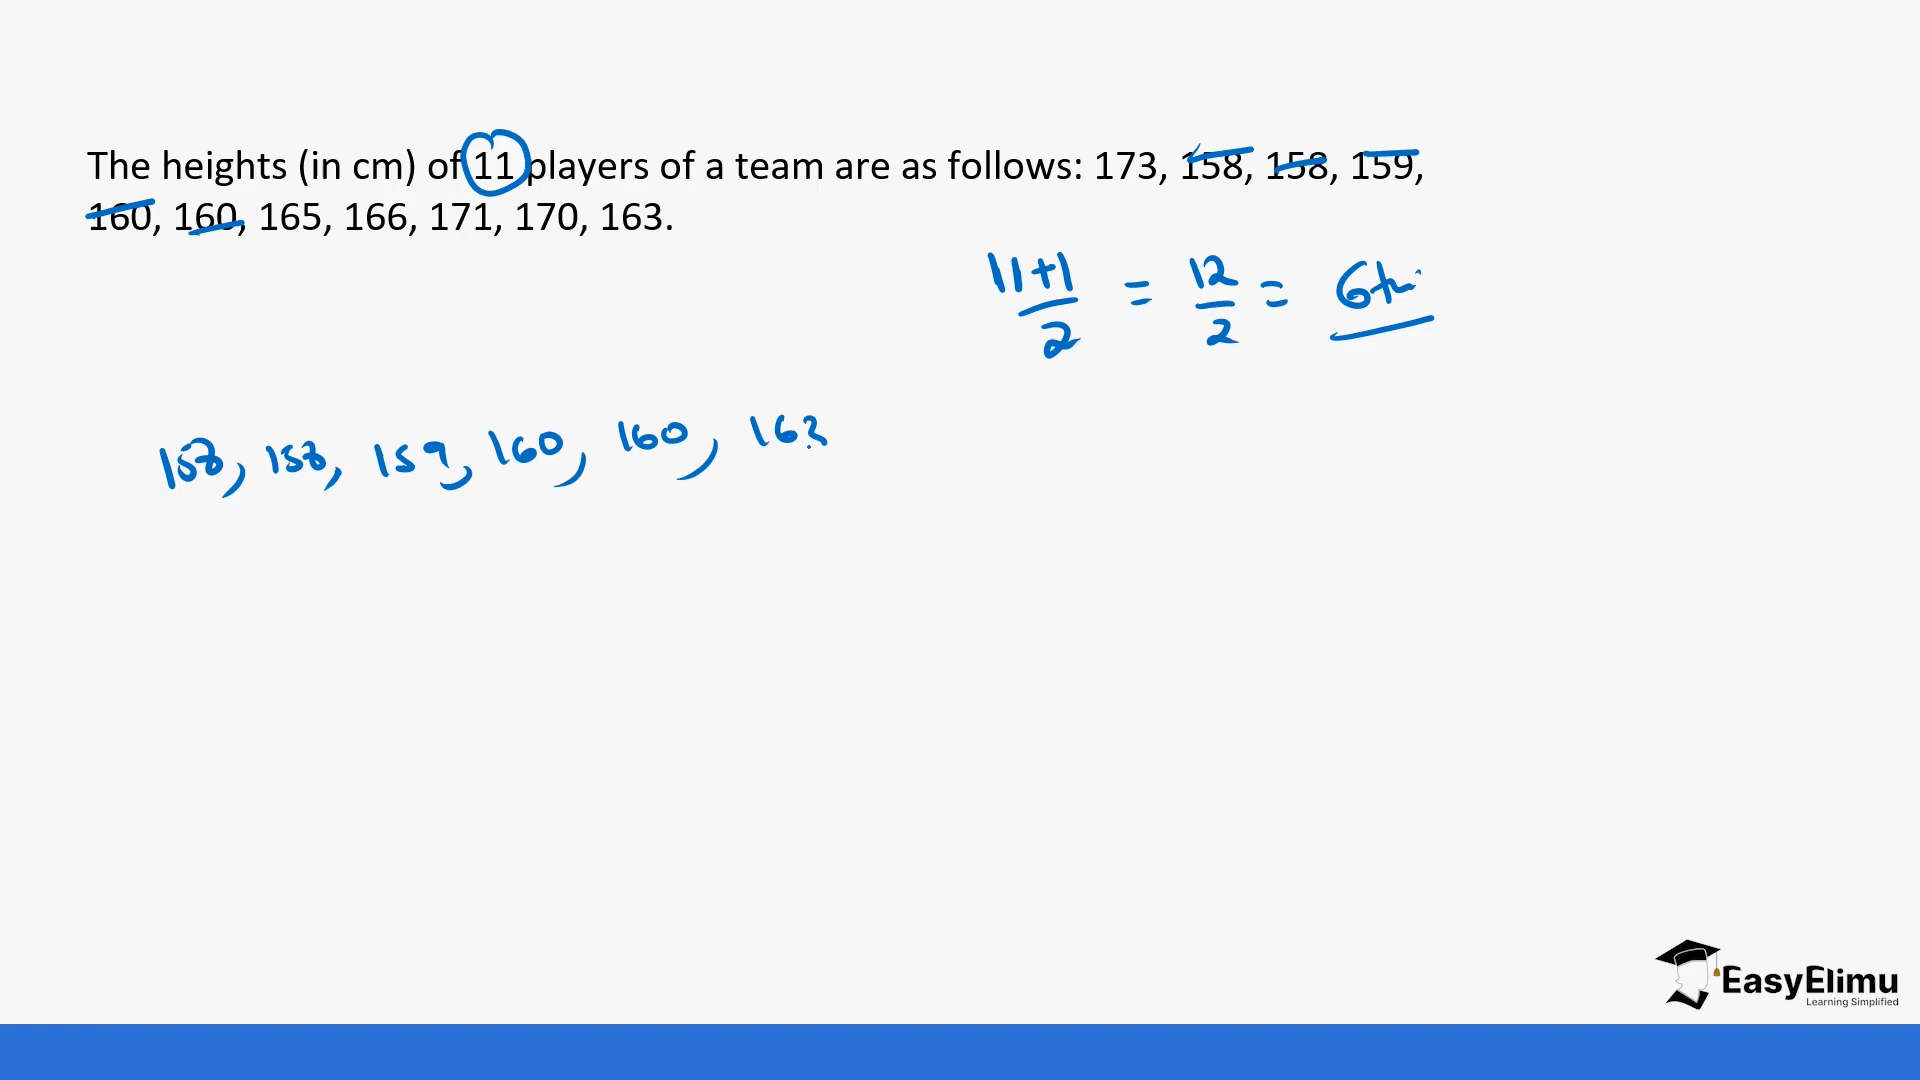 The heights (in cm) of 11 players of a team are as follows: 173, 158, 158, 159,
160, 160, 165, 166, 171, 170, 163.
11+1/2 = 12/2 = 6th
158, 158, 159, 160, 160, 163
EasyElimu
Learning Simplified